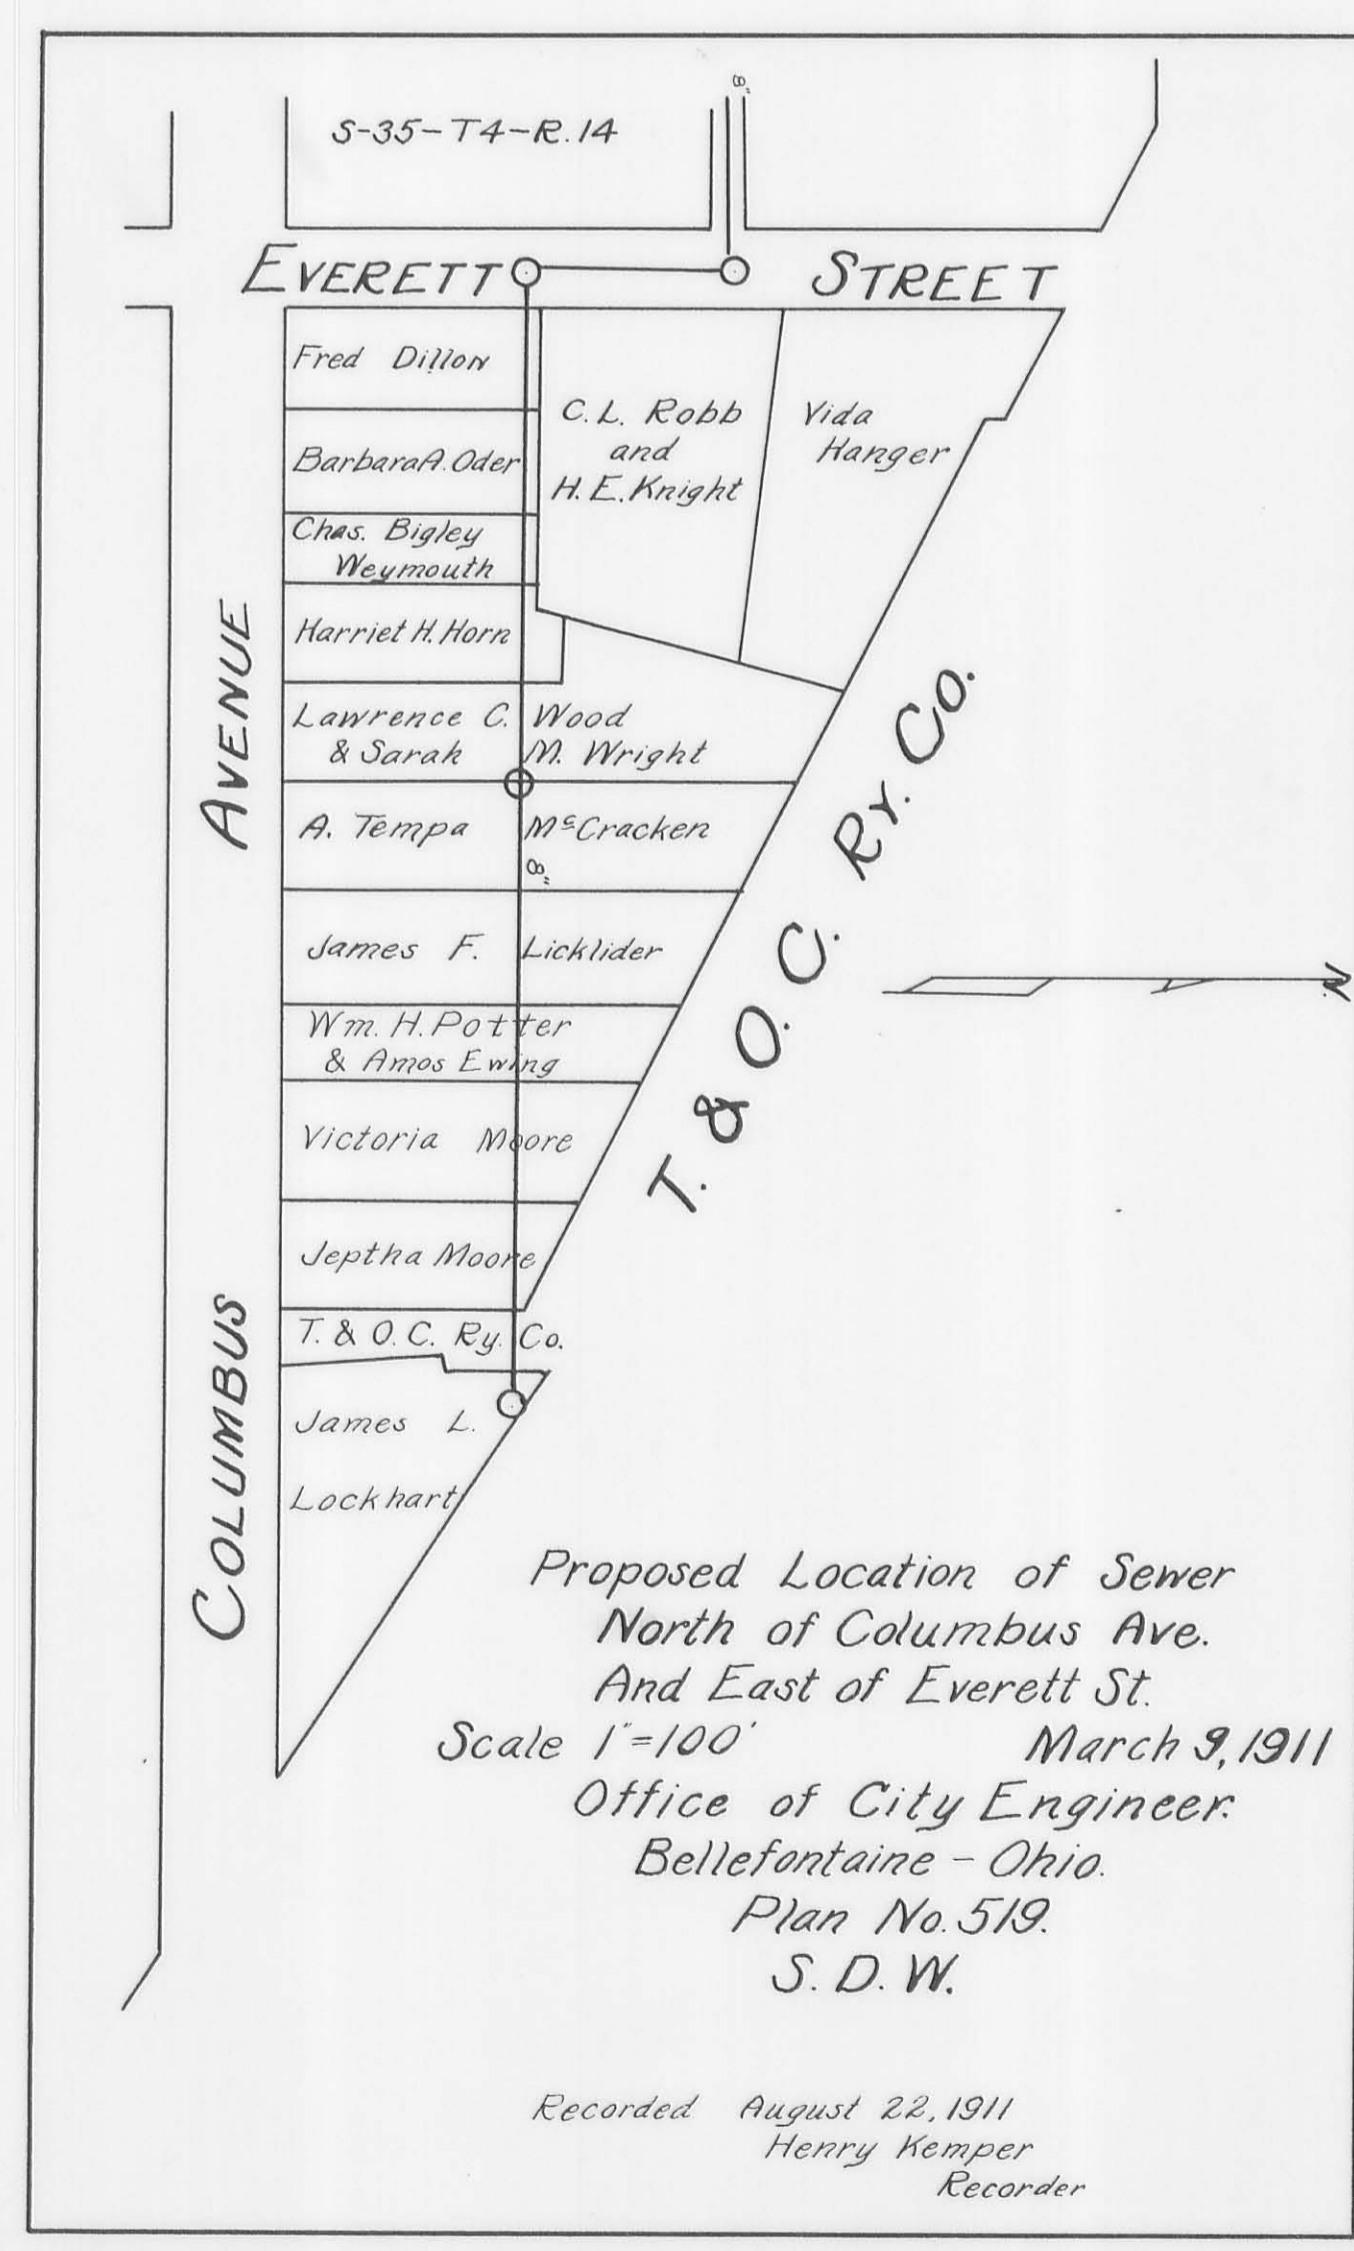 8"
S-35-T4-R.14
EVERETT STREET
Fred Dillon
Barbara A. Oder
Chas. Bigley
Weymouth
Harriet H. Horn
C. L. Robb
and
H. E. Knight
Vida
Hanger
Lawrence C. Wood
& Sarah M. Wright
A. Tempa McCracken
8"
James F. Licklider
Wm. H. Potter
& Amos Ewing
Victoria Moore
Jeptha Moore
T. & O. C. Ry. Co.
James L.
Lockhart
COLUMBUS AVENUE
T. & O. C. RY. CO.
N
Proposed Location of Sewer
North of Columbus Ave.
And East of Everett St.
Scale 1"=100' March 9, 1911
Office of City Engineer.
Bellefontaine - Ohio.
Plan No. 519.
S. D. W.
Recorded August 22, 1911
Henry Kemper
Recorder